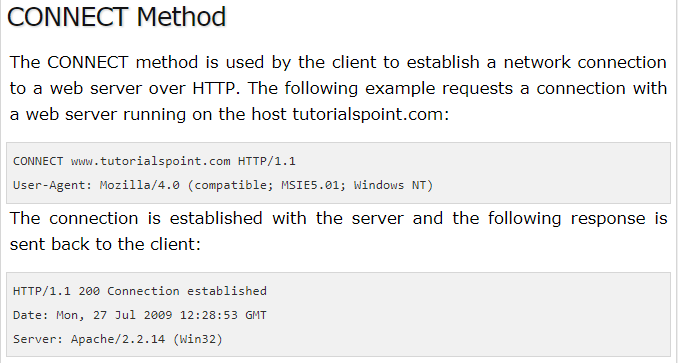 CONNECT Method
The CONNECT method is used by the client to establish a network connection
to a web server over HTTP. The following example requests a connection with
a web server running on the host tutorialspoint.com:
CONNECT www.tutorialspoint.com HTTP/1.1
User-Agent: Mozilla/4.0 (compatible; MSIE5.01; Windows NT)
The connection is established with the server and the following response is
sent back to the client:
HTTP/1.1 200 Connection established
Date: Mon, 27 Jul 2009 12:28:53 GMT
Server: Apache/2.2.14 (Win32)